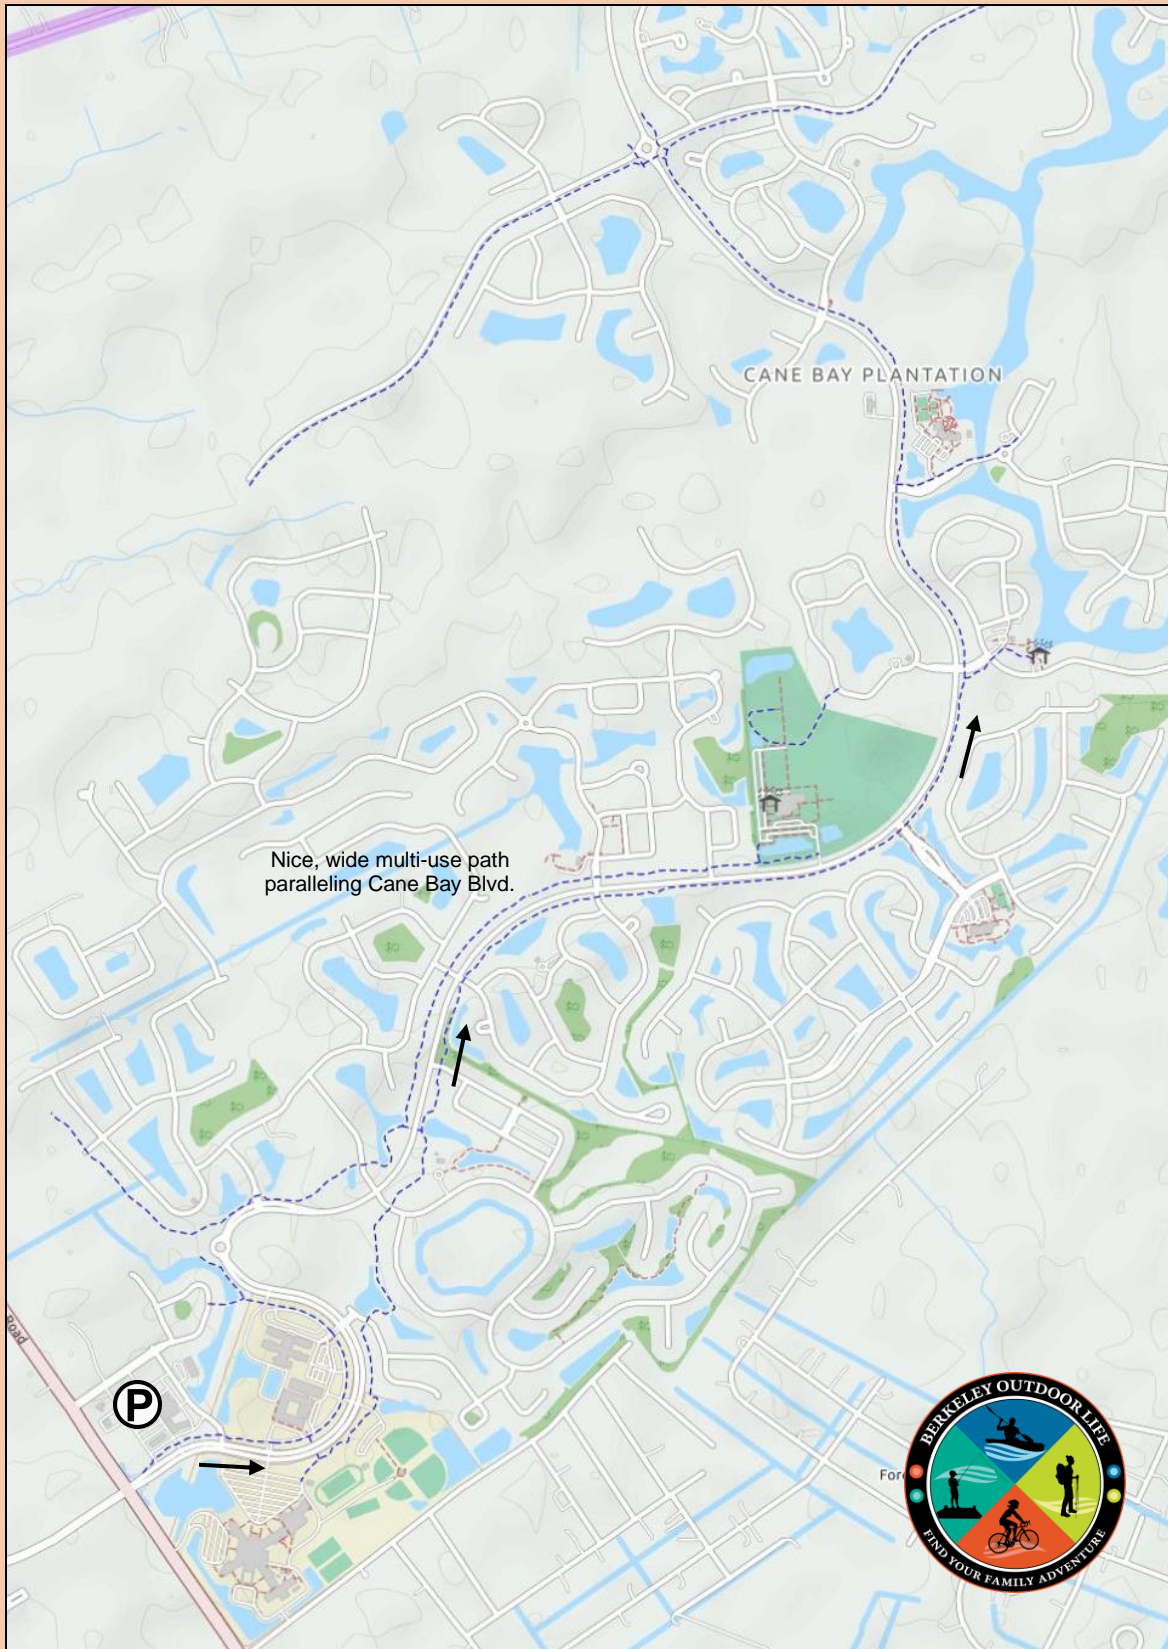 CANE BAY PLANTATION
Nice, wide multi-use path
paralleling Cane Bay Blvd.
Road
P
Fore
BERKELEY OUTDOOR LIFE
FIND YOUR FAMILY ADVENTURE